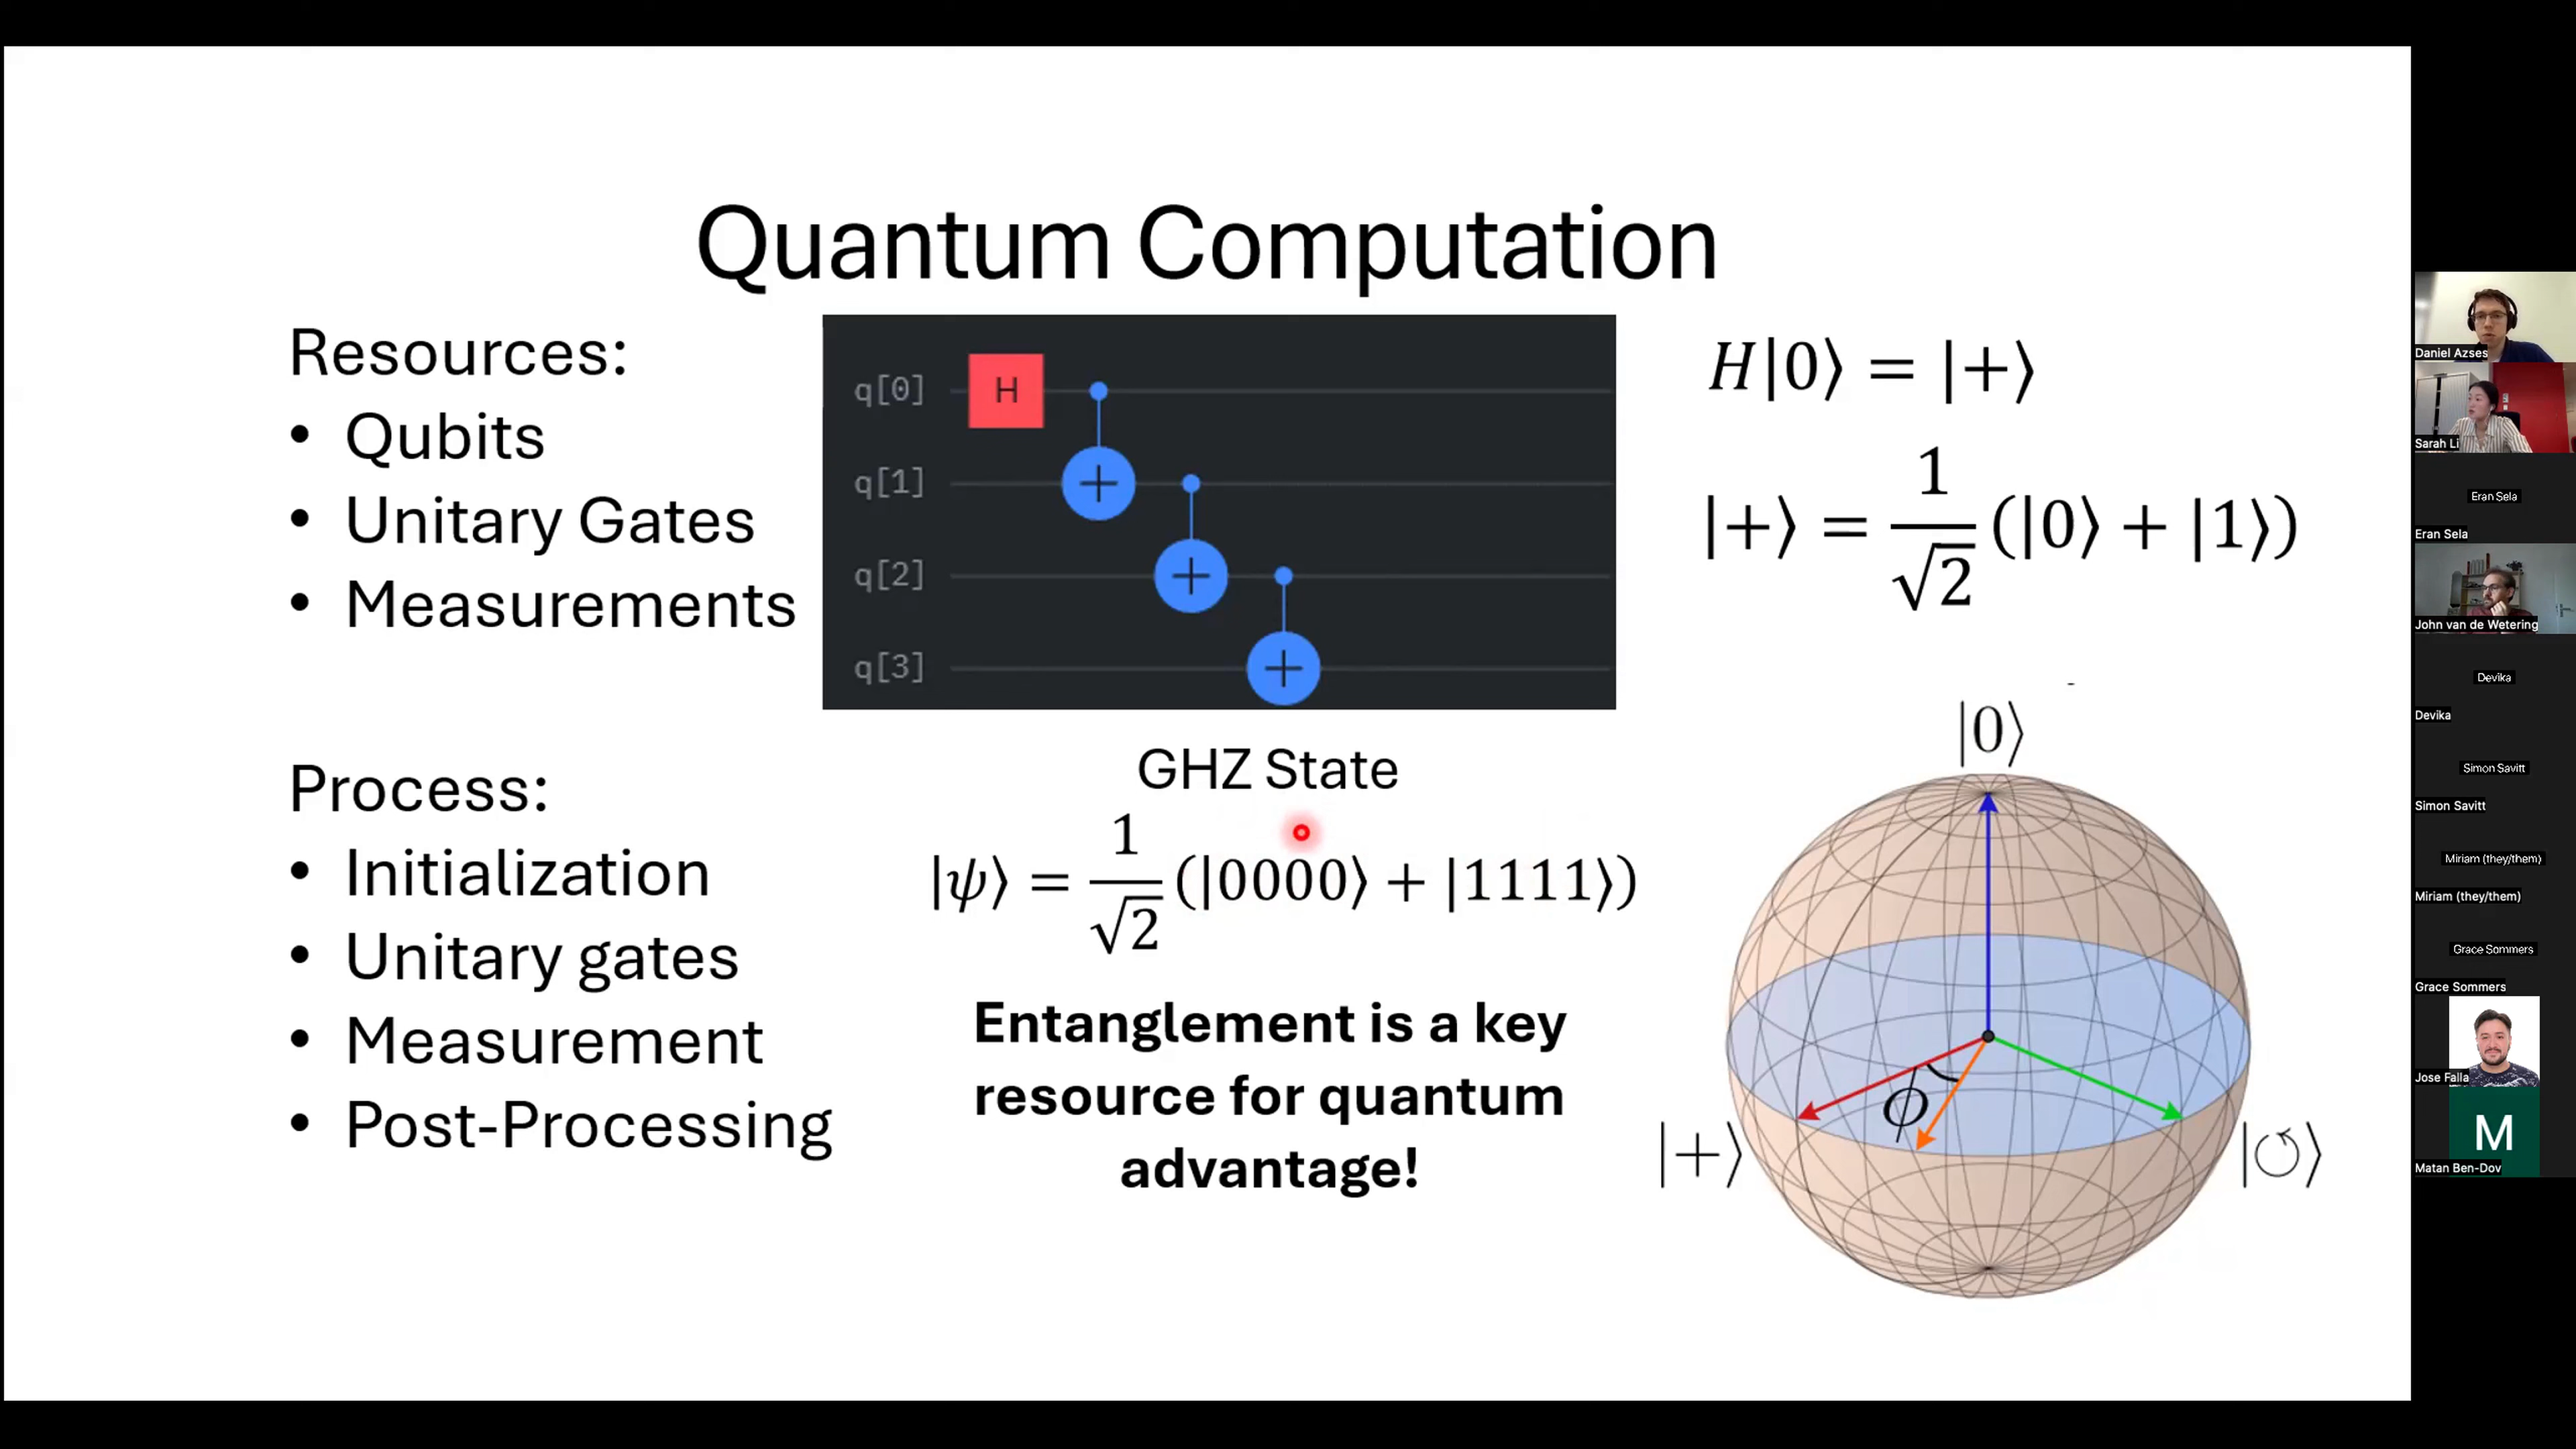 Quantum Computation
Resources:
• Qubits
• Unitary Gates
• Measurements
Process:
• Initialization
• Unitary gates
• Measurement
• Post-Processing
q[0] H
q[1]
q[2]
q[3]
GHZ State
|ψ⟩ = 1/√2 (|0000⟩ + |1111⟩)
Entanglement is a key
resource for quantum
advantage!
H|0⟩ = |+⟩
|+⟩ = 1/√2 (|0⟩ + |1⟩)
|0⟩
ϕ
|+⟩
|↺⟩
Daniel Azses
Sarah Li
Eran Sela
Eran Sela
John van de Wetering
Devika
Devika
Simon Savitt
Simon Savitt
Miriam (they/them)
Miriam (they/them)
Grace Sommers
Grace Sommers
Jose Falla
M
Matan Ben-Dov